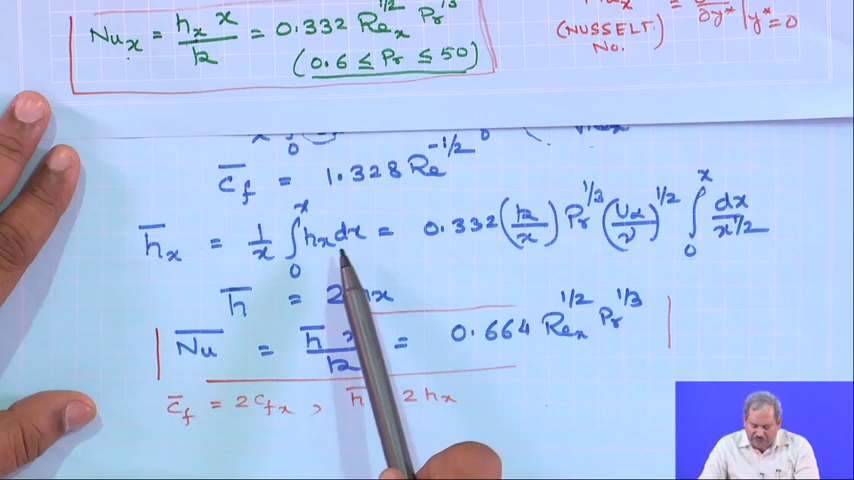 Nu_x = h_x x / k = 0.332 Re_x^1/2 Pr^1/3
(0.6 ≤ Pr ≤ 50)
(NUSSELT NO.)
= ∂y* | y* = 0
C̅_f = 1.328 Re^-1/2
h̅_x = 1/x ∫_0^x h_x dx = 0.332 (k/x) Pr^1/3 (U_α/ν)^1/2 ∫_0^x dx/x^1/2
h̅ = 2 hx
N̅u̅ = h̅ x / k = 0.664 Re_x^1/2 Pr^1/3
C̅_f = 2C_fx , h̅ 2 h_x